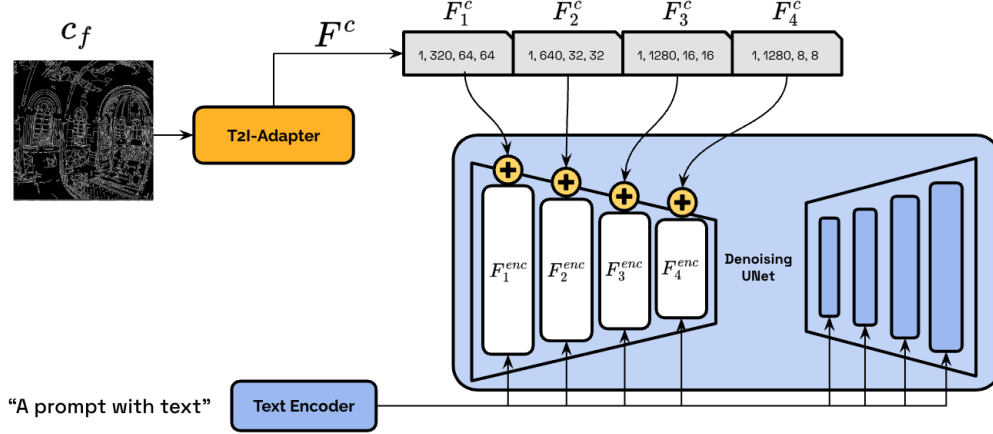 c_f
F^c
F_1^c
F_2^c
F_3^c
F_4^c
1, 320, 64, 64
1, 640, 32, 32
1, 1280, 16, 16
1, 1280, 8, 8
T2I-Adapter
F_1^{enc}
F_2^{enc}
F_3^{enc}
F_4^{enc}
Denoising
UNet
“A prompt with text”
Text Encoder